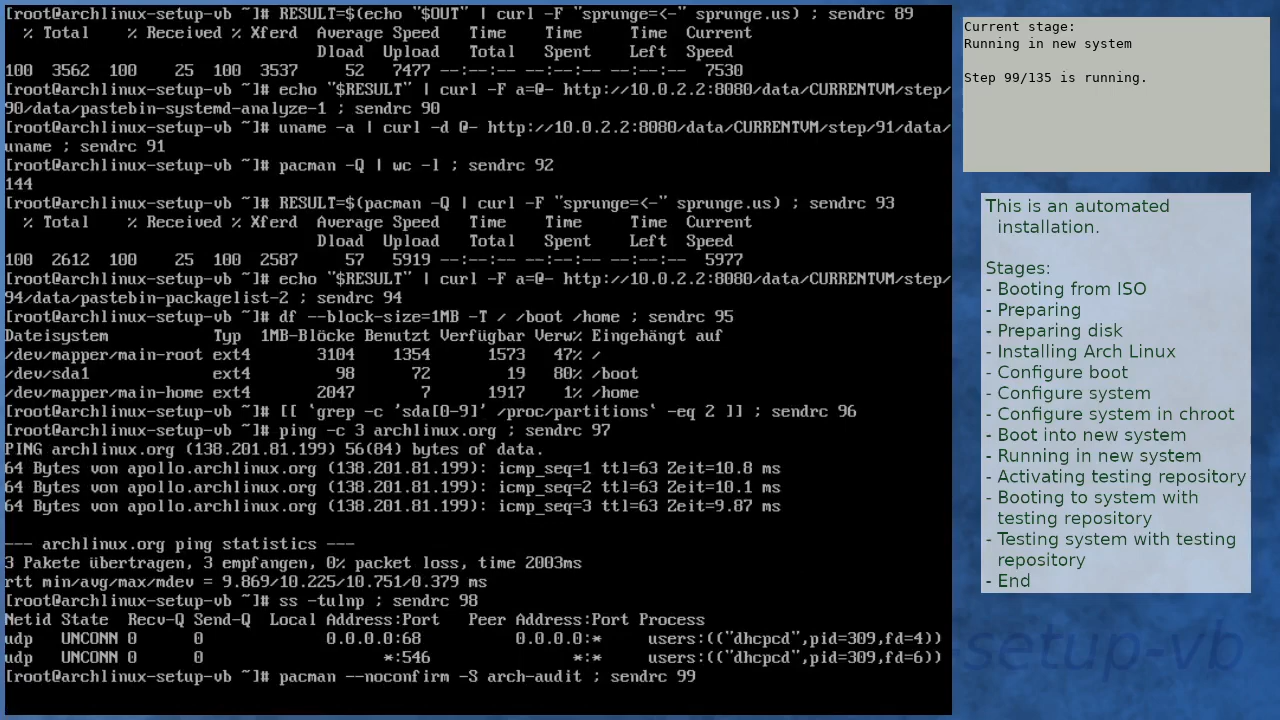 [root@archlinux-setup-vb ~]# RESULT=$(echo "$OUT" | curl -F "sprunge=<-" sprunge.us) ; sendrc 89
% Total % Received % Xferd Average Speed Time Time Time Current
Dload Upload Total Spent Left Speed
100 3562 100 25 100 3537 52 7477 --:--:-- --:--:-- --:--:-- 7530
[root@archlinux-setup-vb ~]# echo "$RESULT" | curl -F a=@- http://10.0.2.2:8080/data/CURRENTVM/step/
90/data/pastebin-systemd-analyze-1 ; sendrc 90
[root@archlinux-setup-vb ~]# uname -a | curl -d @- http://10.0.2.2:8080/data/CURRENTVM/step/91/data/
uname ; sendrc 91
[root@archlinux-setup-vb ~]# pacman -Q | wc -l ; sendrc 92
144
[root@archlinux-setup-vb ~]# RESULT=$(pacman -Q | curl -F "sprunge=<-" sprunge.us) ; sendrc 93
% Total % Received % Xferd Average Speed Time Time Time Current
Dload Upload Total Spent Left Speed
100 2612 100 25 100 2587 57 5919 --:--:-- --:--:-- --:--:-- 5977
[root@archlinux-setup-vb ~]# echo "$RESULT" | curl -F a=@- http://10.0.2.2:8080/data/CURRENTVM/step/
94/data/pastebin-packagelist-2 ; sendrc 94
[root@archlinux-setup-vb ~]# df --block-size=1MB -T / /boot /home ; sendrc 95
Dateisystem Typ 1MB-Blöcke Benutzt Verfügbar Verw% Eingehängt auf
/dev/mapper/main-root ext4 3104 1354 1573 47% /
/dev/sda1 ext4 98 72 19 80% /boot
/dev/mapper/main-home ext4 2047 7 1917 1% /home
[root@archlinux-setup-vb ~]# [[ `grep -c 'sda[0-9]' /proc/partitions` -eq 2 ]] ; sendrc 96
[root@archlinux-setup-vb ~]# ping -c 3 archlinux.org ; sendrc 97
PING archlinux.org (138.201.81.199) 56(84) bytes of data.
64 Bytes von apollo.archlinux.org (138.201.81.199): icmp_seq=1 ttl=63 Zeit=10.8 ms
64 Bytes von apollo.archlinux.org (138.201.81.199): icmp_seq=2 ttl=63 Zeit=10.1 ms
64 Bytes von apollo.archlinux.org (138.201.81.199): icmp_seq=3 ttl=63 Zeit=9.87 ms
--- archlinux.org ping statistics ---
3 Pakete übertragen, 3 empfangen, 0% packet loss, time 2003ms
rtt min/avg/max/mdev = 9.869/10.225/10.751/0.379 ms
[root@archlinux-setup-vb ~]# ss -tulnp ; sendrc 98
Netid State Recv-Q Send-Q Local Address:Port Peer Address:Port Process
udp UNCONN 0 0 0.0.0.0:68 0.0.0.0:* users:(("dhcpcd",pid=309,fd=4))
udp UNCONN 0 0 *:546 *:* users:(("dhcpcd",pid=309,fd=6))
[root@archlinux-setup-vb ~]# pacman --noconfirm -S arch-audit ; sendrc 99
Current stage:
Running in new system
Step 99/135 is running.
This is an automated
installation.
Stages:
- Booting from ISO
- Preparing
- Preparing disk
- Installing Arch Linux
- Configure boot
- Configure system
- Configure system in chroot
- Boot into new system
- Running in new system
- Activating testing repository
- Booting to system with
testing repository
- Testing system with testing
repository
- End
-setup-vb